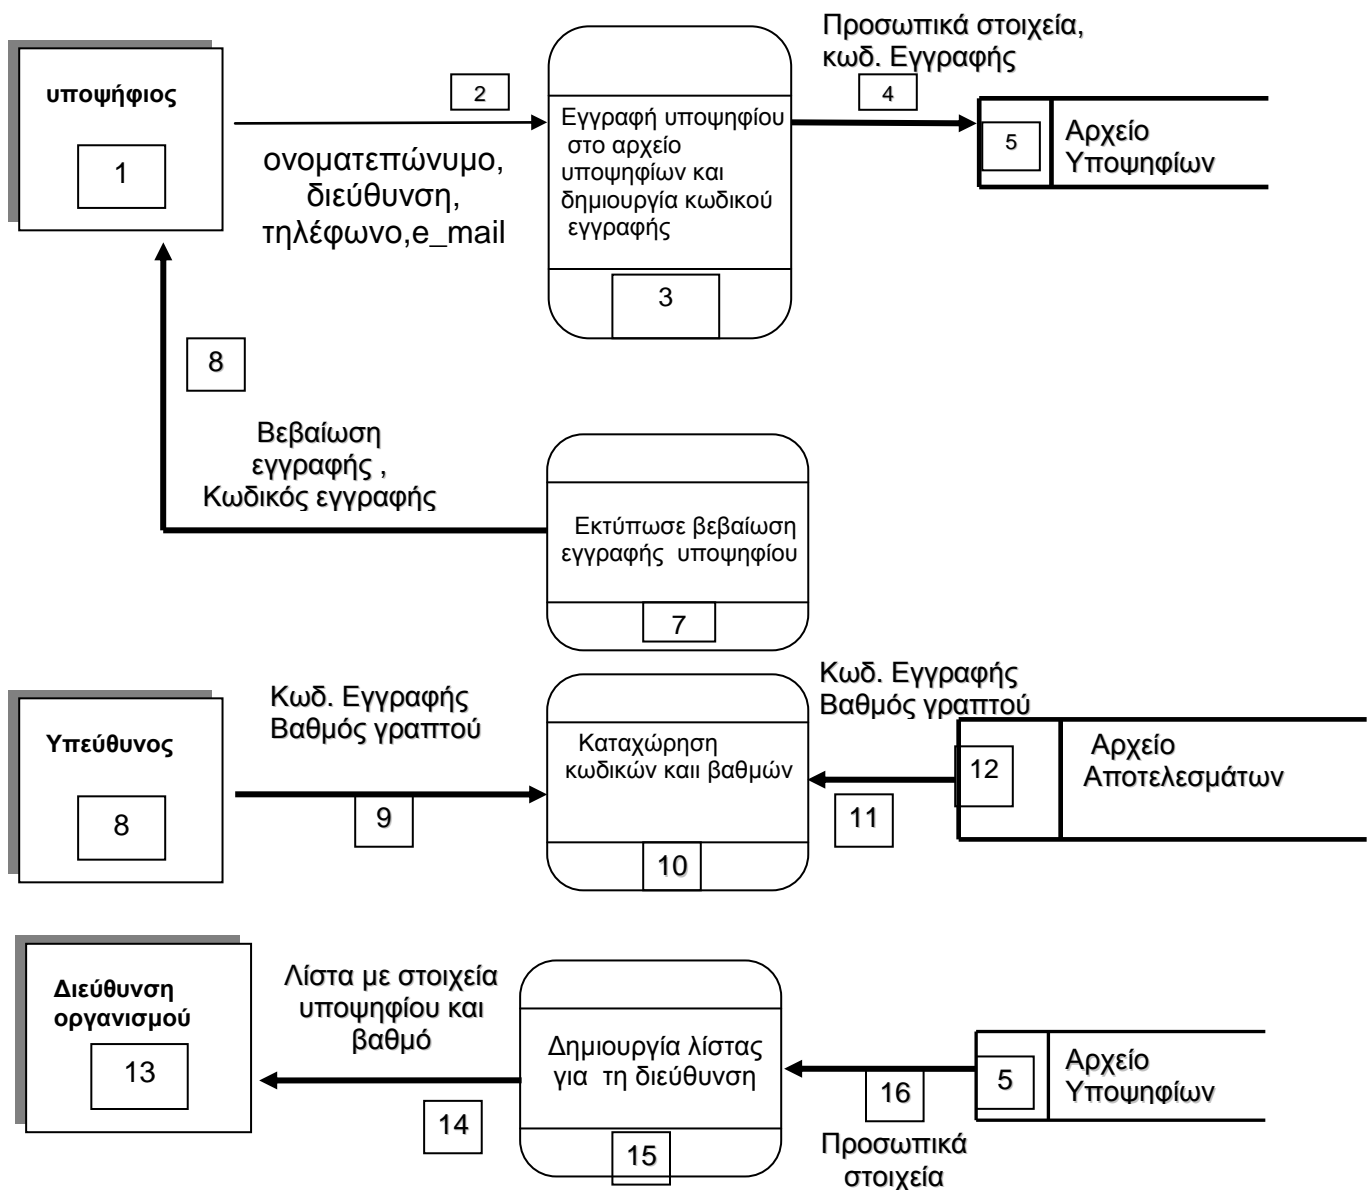 υποψήφιος
1
2
ονοματεπώνυμο,
διεύθυνση,
τηλέφωνο,e_mail
Εγγραφή υποψηφίου
στο αρχείο
υποψηφίων και
δημιουργία κωδικού
εγγραφής
3
Προσωπικά στοιχεία,
κωδ. Εγγραφής
4
5
Αρχείο
Υποψηφίων
8
Βεβαίωση
εγγραφής ,
Κωδικός εγγραφής
Εκτύπωσε βεβαίωση
εγγραφής υποψηφίου
7
Υπεύθυνος
8
Κωδ. Εγγραφής
Βαθμός γραπτού
9
Καταχώρηση
κωδικών καιι βαθμών
10
Κωδ. Εγγραφής
Βαθμός γραπτού
11
12
Αρχείο
Αποτελεσμάτων
Διεύθυνση
οργανισμού
13
Λίστα με στοιχεία
υποψηφίου και
βαθμό
14
Δημιουργία λίστας
για τη διεύθυνση
15
16
Προσωπικά
στοιχεία
5
Αρχείο
Υποψηφίων